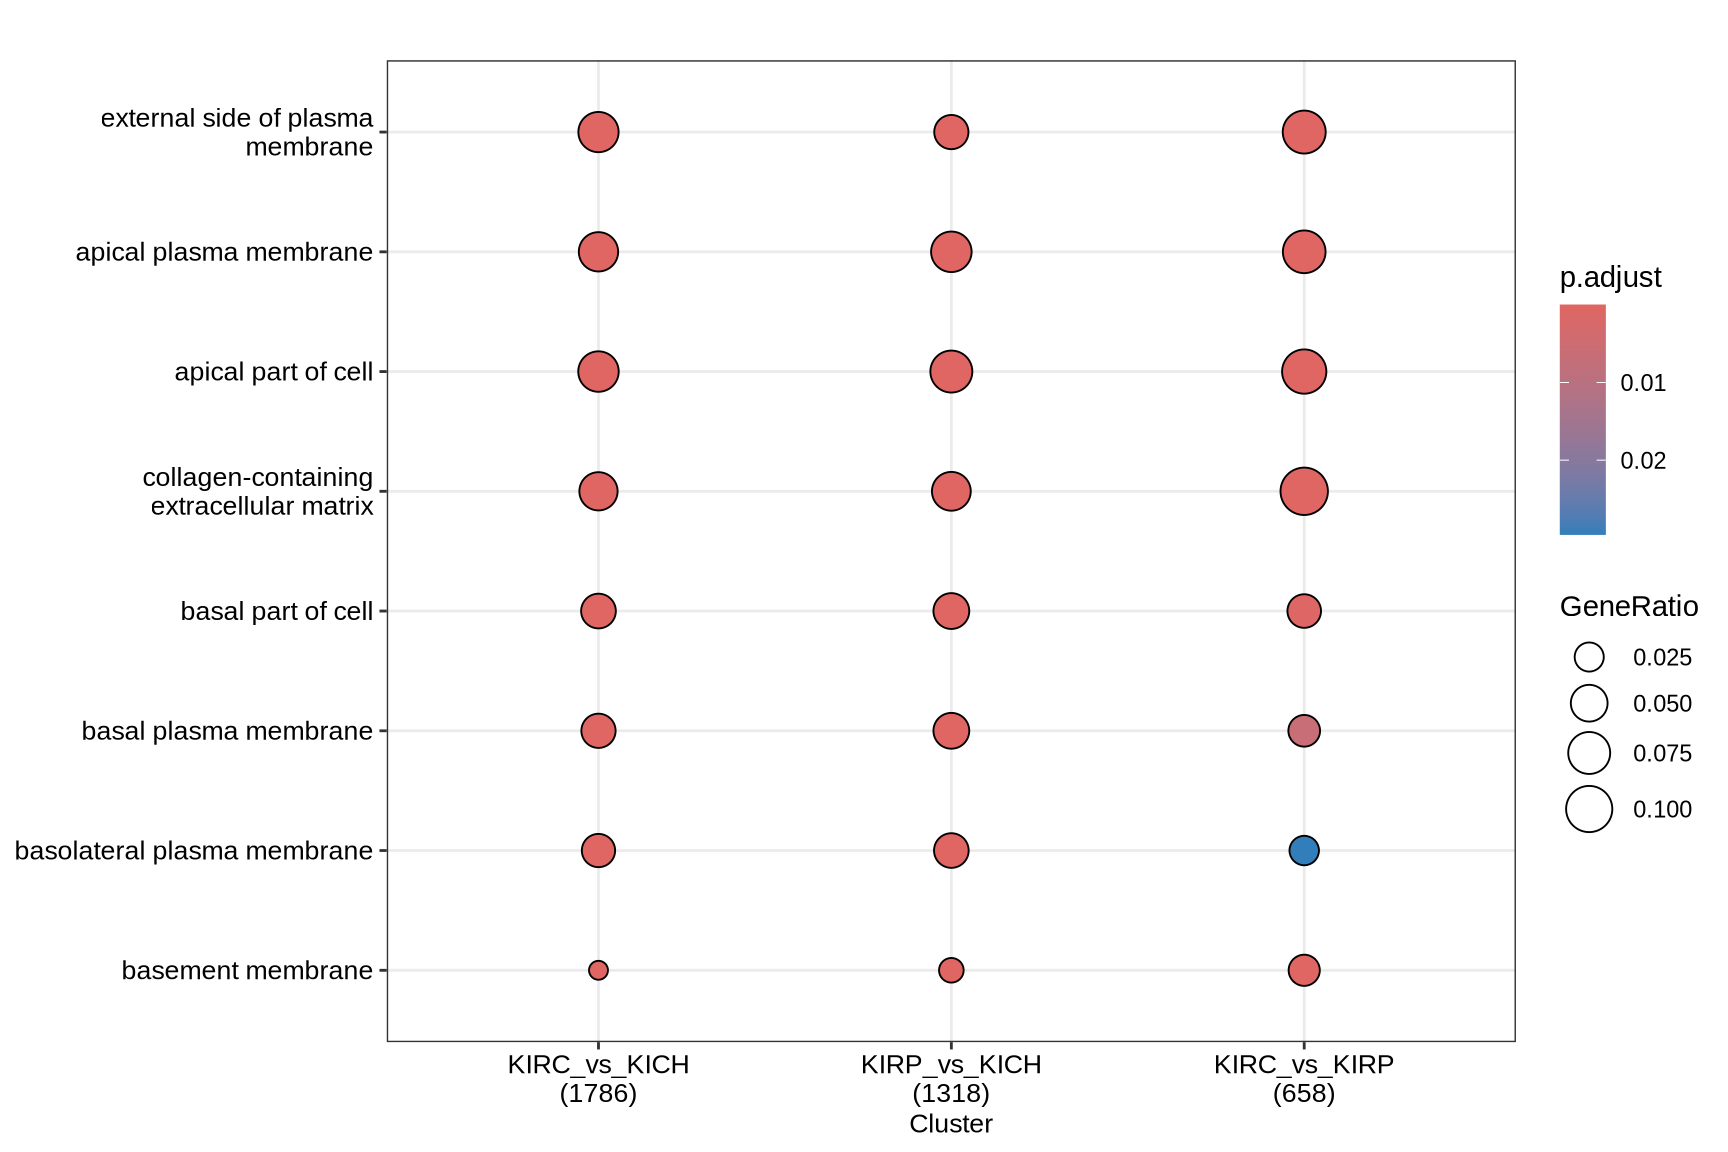 external side of plasma
membrane
apical plasma membrane
apical part of cell
collagen-containing
extracellular matrix
basal part of cell
basal plasma membrane
basolateral plasma membrane
basement membrane
KIRC_vs_KICH
(1786)
KIRP_vs_KICH
(1318)
KIRC_vs_KIRP
(658)
Cluster
p.adjust
0.01
0.02
GeneRatio
0.025
0.050
0.075
0.100